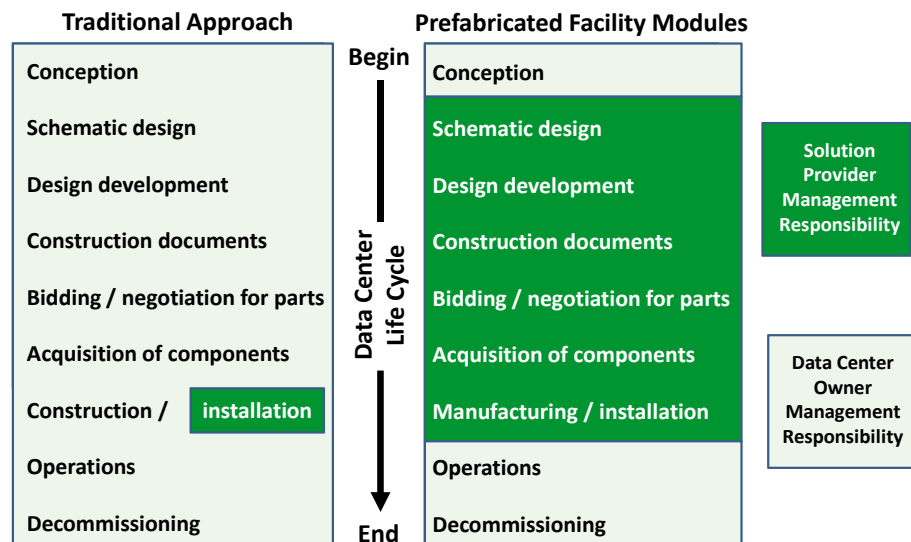 Traditional Approach
Conception
Schematic design
Design development
Construction documents
Bidding / negotiation for parts
Acquisition of components
Construction / installation
Operations
Decommissioning
Begin
Data Center
Life Cycle
End
Prefabricated Facility Modules
Conception
Schematic design
Design development
Construction documents
Bidding / negotiation for parts
Acquisition of components
Manufacturing / installation
Operations
Decommissioning
Solution
Provider
Management
Responsibility
Data Center
Owner
Management
Responsibility